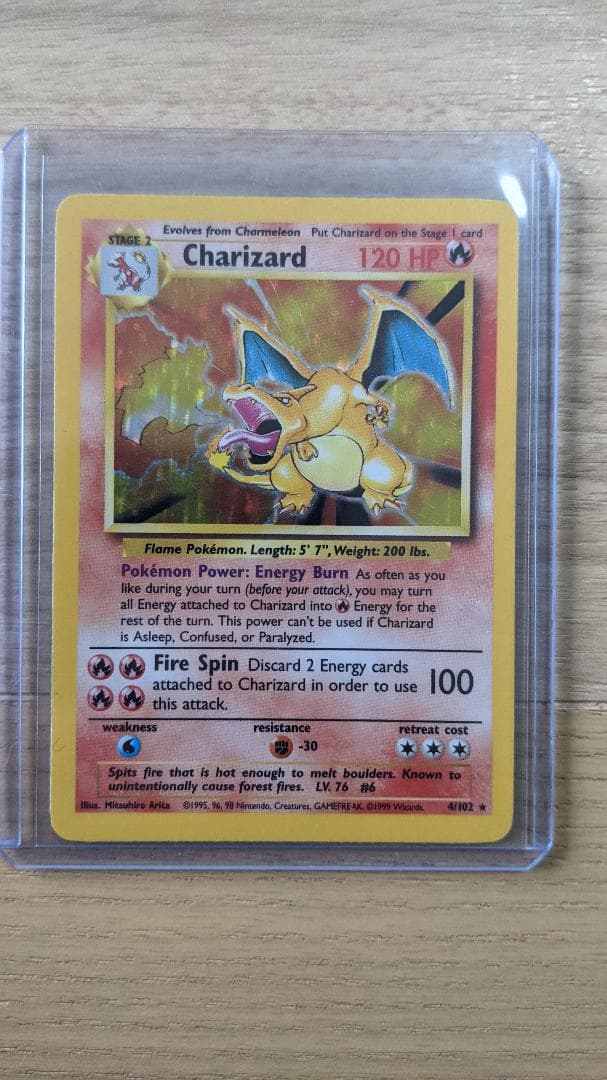 Evolves from Charmeleon Put Charizard on the Stage 1 card
STAGE 2
Charizard 120 HP
Flame Pokémon. Length: 5' 7", Weight: 200 lbs.
Pokémon Power: Energy Burn As often as you
like during your turn (before your attack), you may turn
all Energy attached to Charizard into Energy for the
rest of the turn. This power can't be used if Charizard
is Asleep, Confused, or Paralyzed.
Fire Spin Discard 2 Energy cards
attached to Charizard in order to use 100
this attack.
weakness resistance retreat cost
-30
Spits fire that is hot enough to melt boulders. Known to
unintentionally cause forest fires. LV. 76 #6
Illus. Mitsuhiro Arita ©1995, 96, 98 Nintendo, Creatures, GAMEFREAK. ©1999 Wizards. 4/102 ★